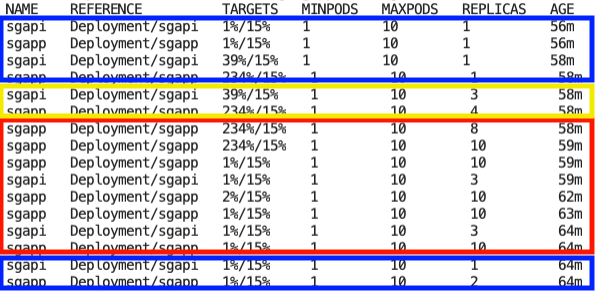 NAME REFERENCE TARGETS MINPODS MAXPODS REPLICAS AGE
sgapi Deployment/sgapi 1%/15% 1 10 1 56m
sgapp Deployment/sgapp 1%/15% 1 10 1 56m
sgapi Deployment/sgapi 39%/15% 1 10 1 58m
sgapp Deployment/sgapp 234%/15% 1 10 1 58m
sgapi Deployment/sgapi 39%/15% 1 10 3 58m
sgapp Deployment/sgapp 234%/15% 1 10 4 58m
sgapp Deployment/sgapp 234%/15% 1 10 8 58m
sgapp Deployment/sgapp 234%/15% 1 10 10 59m
sgapp Deployment/sgapp 1%/15% 1 10 10 59m
sgapi Deployment/sgapi 1%/15% 1 10 3 59m
sgapp Deployment/sgapp 2%/15% 1 10 10 62m
sgapp Deployment/sgapp 1%/15% 1 10 10 63m
sgapi Deployment/sgapi 1%/15% 1 10 3 64m
sgapp Deployment/sgapp 1%/15% 1 10 10 64m
sgapi Deployment/sgapi 1%/15% 1 10 1 64m
sgapp Deployment/sgapp 1%/15% 1 10 2 64m